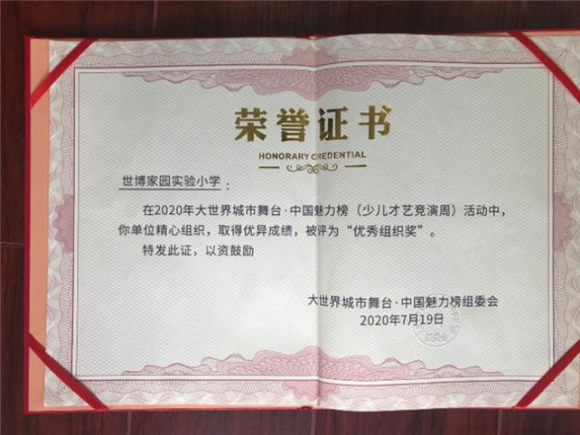 荣誉证书
HONORARY CREDENTIAL
世博家园实验小学：
在2020年大世界城市舞台·中国魅力榜（少儿才艺竞演周）活动中，
你单位精心组织，取得优异成绩，被评为“优秀组织奖”。
特发此证，以资鼓励
大世界城市舞台·中国魅力榜组委会
2020年7月19日